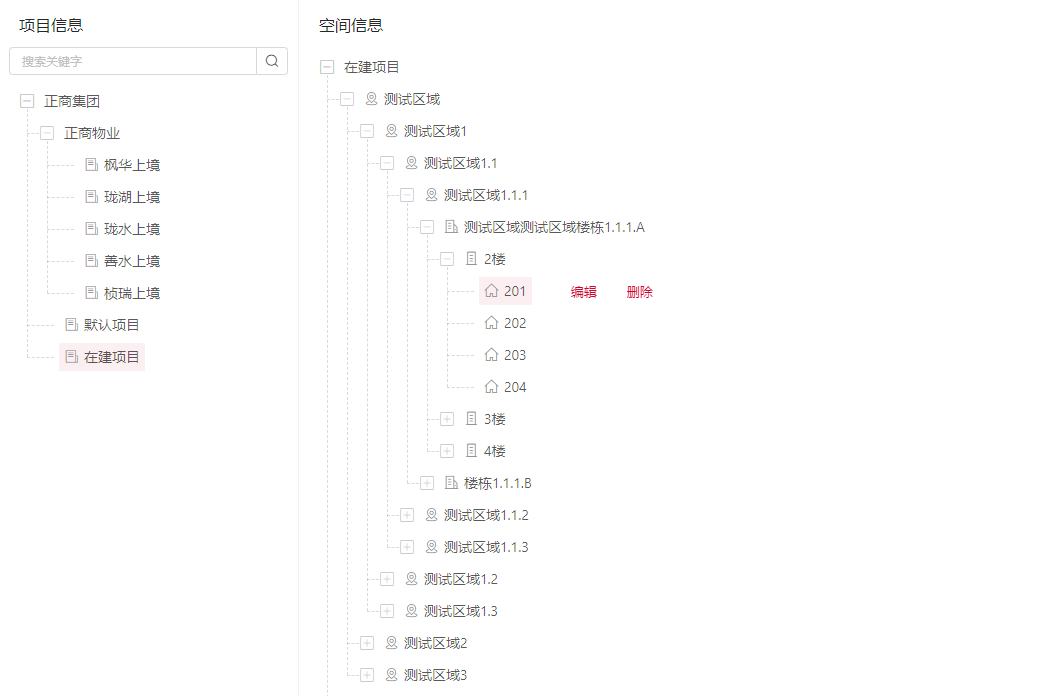 项目信息
搜索关键字
正商集团
正商物业
枫华上境
珑湖上境
珑水上境
善水上境
桢瑞上境
默认项目
在建项目
空间信息
在建项目
测试区域
测试区域1
测试区域1.1
测试区域1.1.1
测试区域测试区域楼栋1.1.1.A
2楼
201 编辑 删除
202
203
204
3楼
4楼
楼栋1.1.1.B
测试区域1.1.2
测试区域1.1.3
测试区域1.2
测试区域1.3
测试区域2
测试区域3